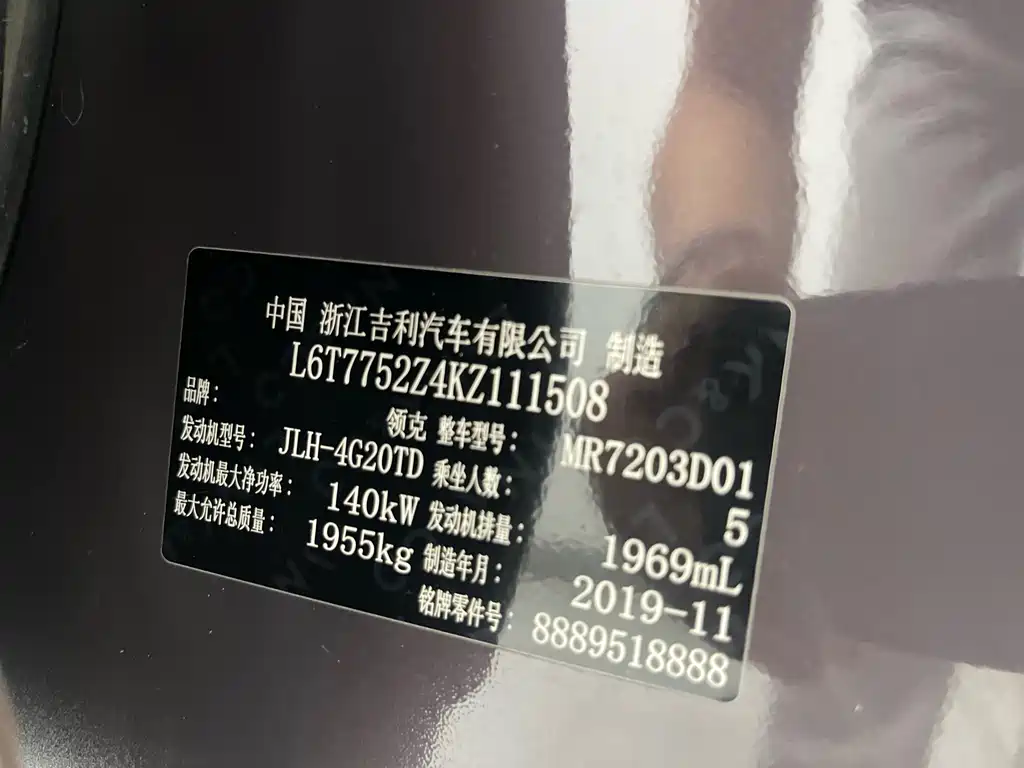 中国 浙江吉利汽车有限公司 制造
L6T7752Z4KZ111508
品牌: 领克 整车型号: MR7203D01
发动机型号: JLH-4G20TD 乘坐人数: 5
发动机最大净功率: 140kW 发动机排量: 1969mL
最大允许总质量: 1955kg 制造年月: 2019-11
铭牌零件号: 8889518888